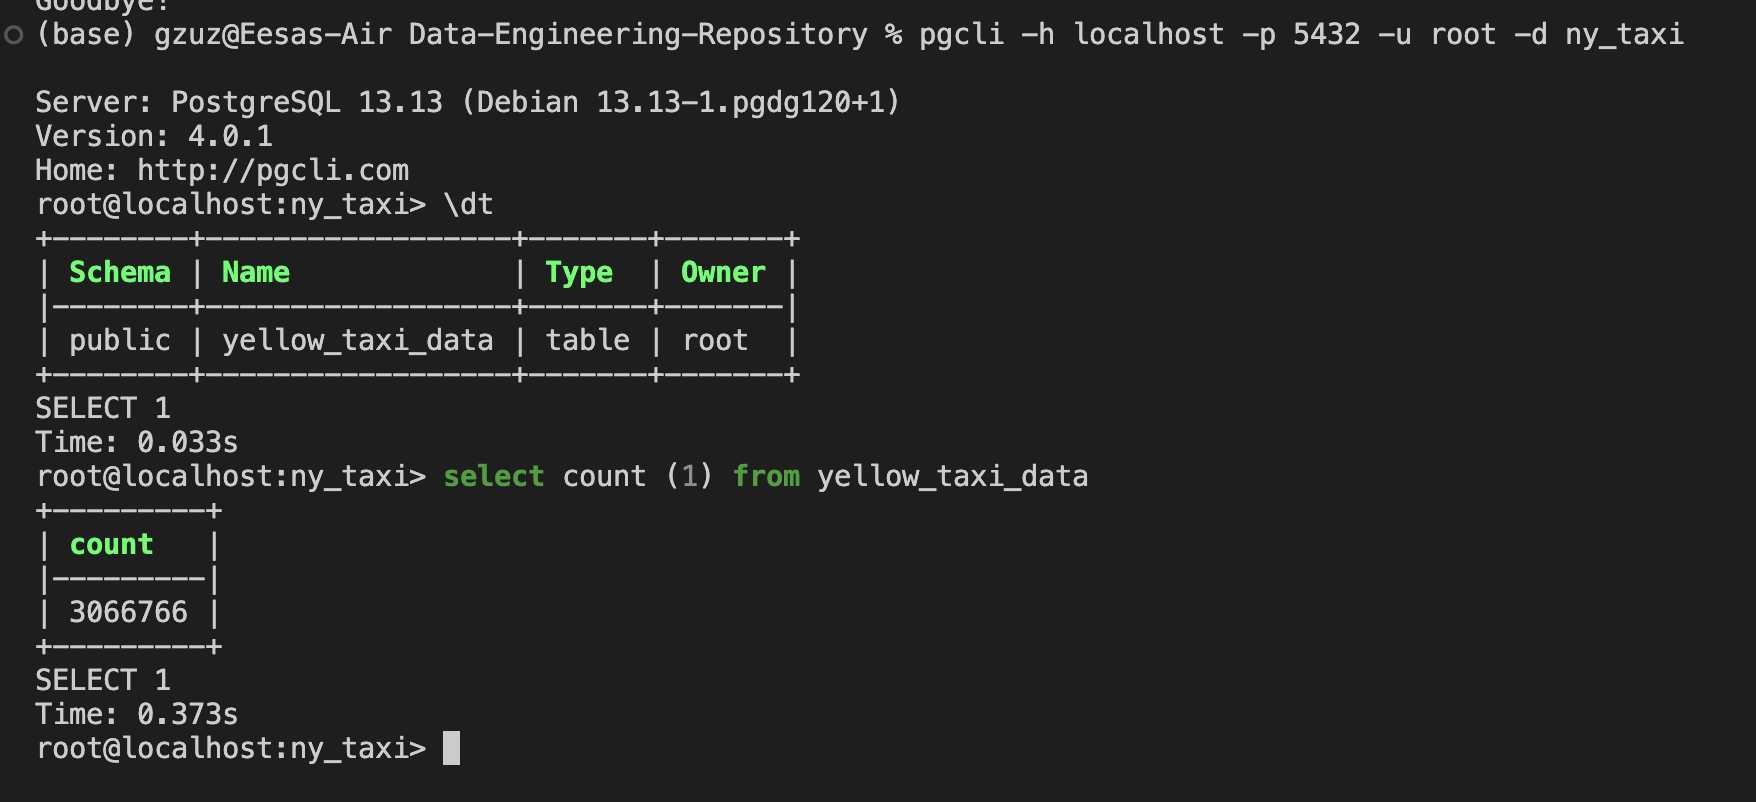 Goodbye!
(base) gzuz@Eesas-Air Data-Engineering-Repository % pgcli -h localhost -p 5432 -u root -d ny_taxi
Server: PostgreSQL 13.13 (Debian 13.13-1.pgdg120+1)
Version: 4.0.1
Home: http://pgcli.com
root@localhost:ny_taxi> \dt
+--------+------------------+-------+-------+
| Schema | Name             | Type  | Owner |
|--------+------------------+-------+-------|
| public | yellow_taxi_data | table | root  |
+--------+------------------+-------+-------+
SELECT 1
Time: 0.033s
root@localhost:ny_taxi> select count (1) from yellow_taxi_data
+---------+
| count   |
|---------|
| 3066766 |
+---------+
SELECT 1
Time: 0.373s
root@localhost:ny_taxi>